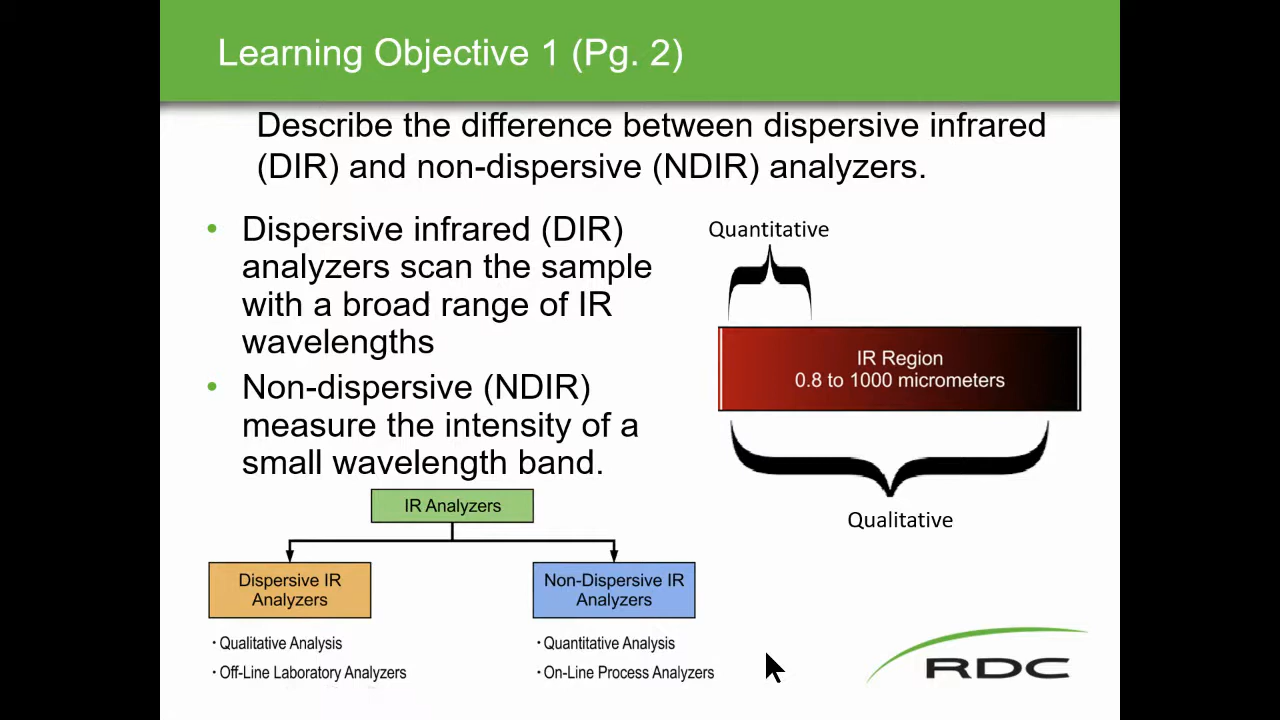 Learning Objective 1 (Pg. 2)
Describe the difference between dispersive infrared
(DIR) and non-dispersive (NDIR) analyzers.
• Dispersive infrared (DIR)
analyzers scan the sample
with a broad range of IR
wavelengths
• Non-dispersive (NDIR)
measure the intensity of a
small wavelength band.
Quantitative
IR Region
0.8 to 1000 micrometers
Qualitative
IR Analyzers
Dispersive IR
Analyzers
• Qualitative Analysis
• Off-Line Laboratory Analyzers
Non-Dispersive IR
Analyzers
• Quantitative Analysis
• On-Line Process Analyzers
RDC